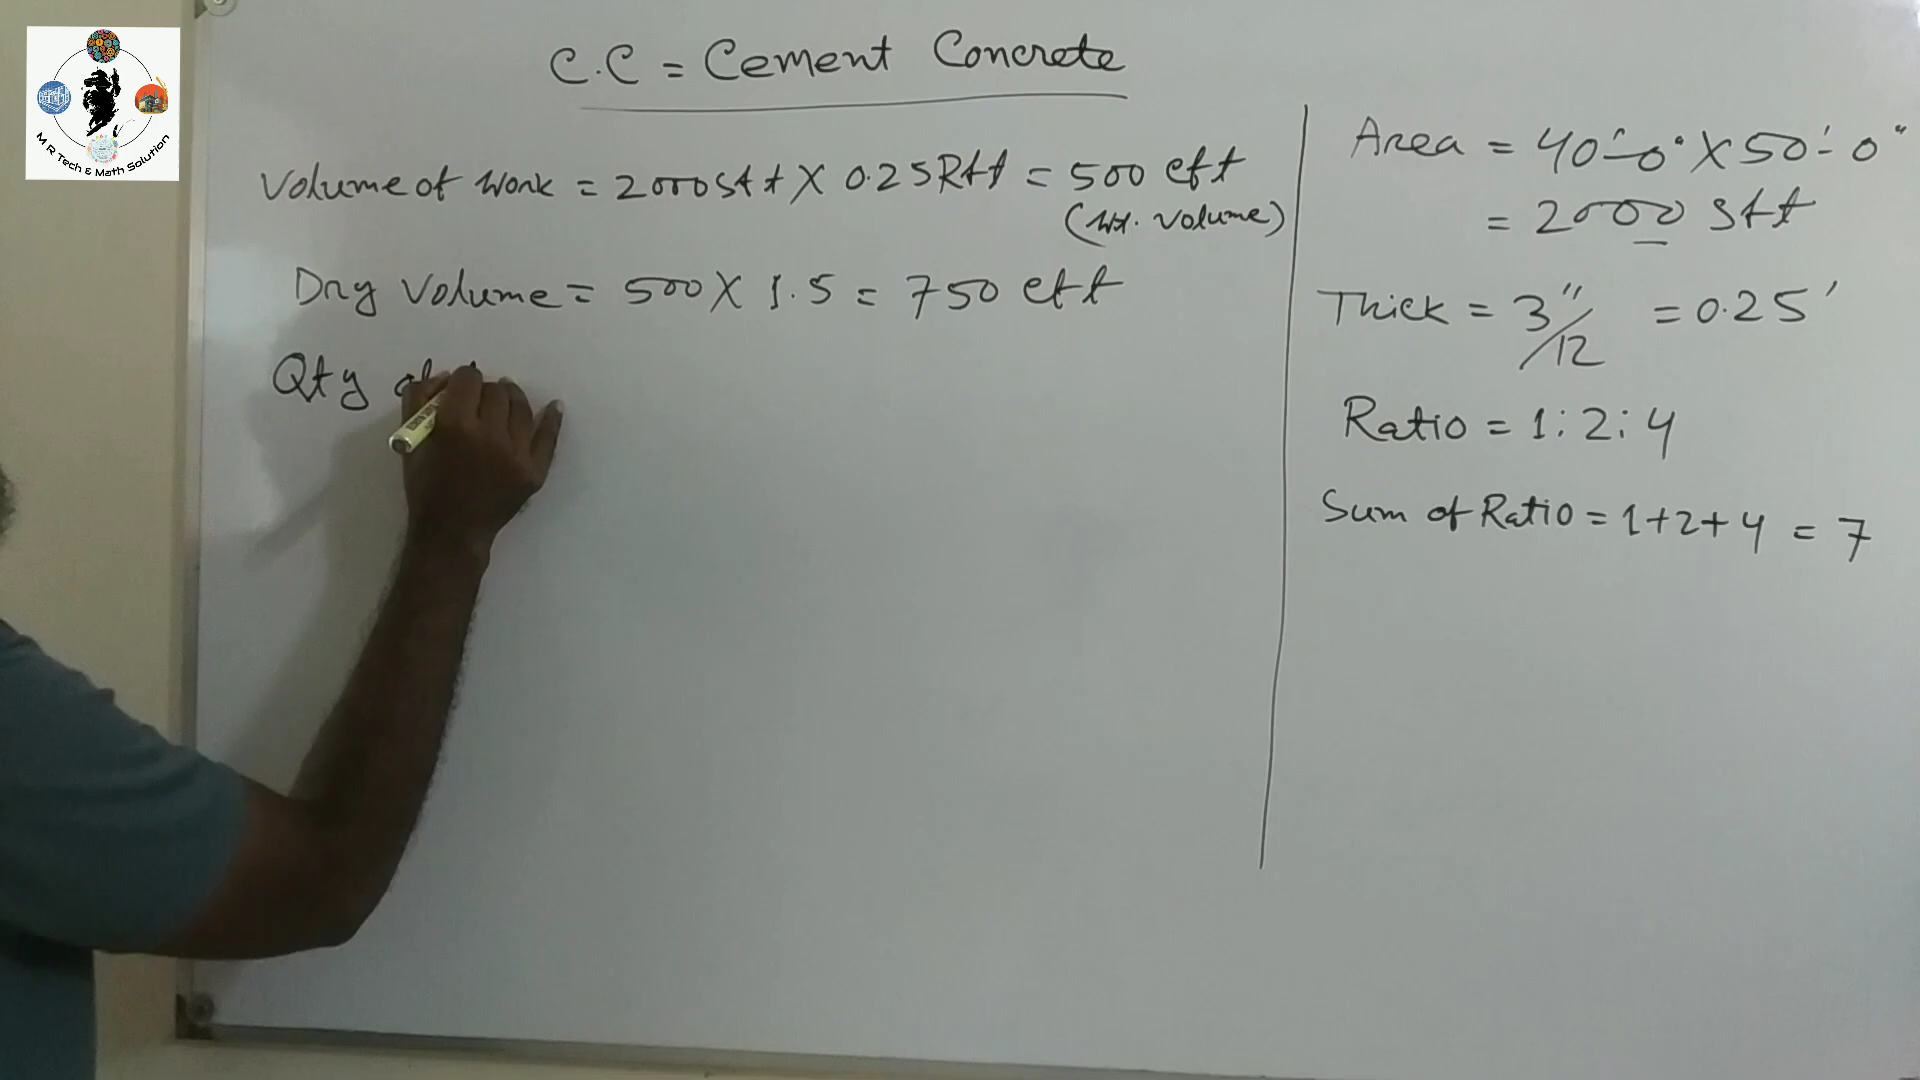 M R Tech & Math Solution
C.C = Cement Concrete
Volume of Work = 2000 sft X 0.25 Rft = 500 cft
(Wt. Volume)
Dry Volume = 500 X 1.5 = 750 cft
Qty of
Area = 40'-0" X 50'-0"
= 2000 sft
Thick = 3"/12 = 0.25'
Ratio = 1:2:4
Sum of Ratio = 1+2+4 = 7